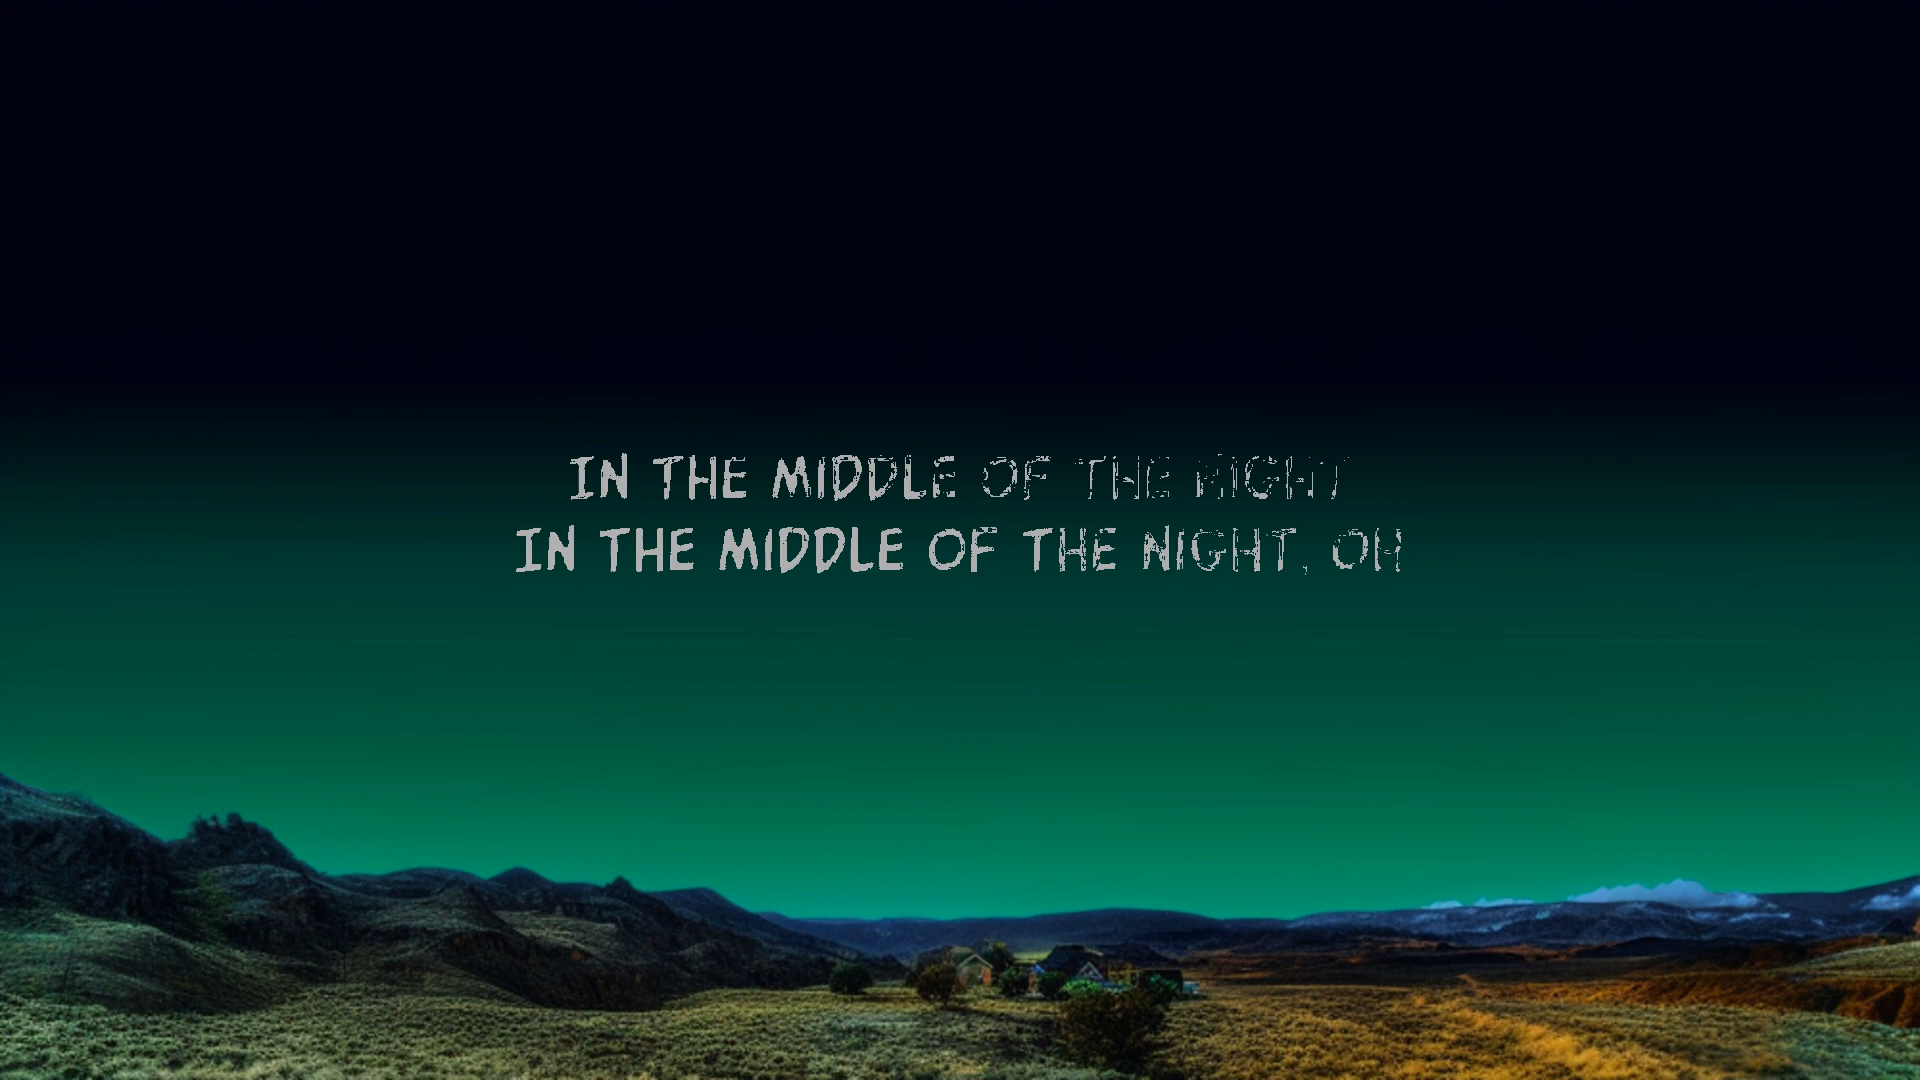 IN THE MIDDLE OF THE NIGHT
IN THE MIDDLE OF THE NIGHT, OH